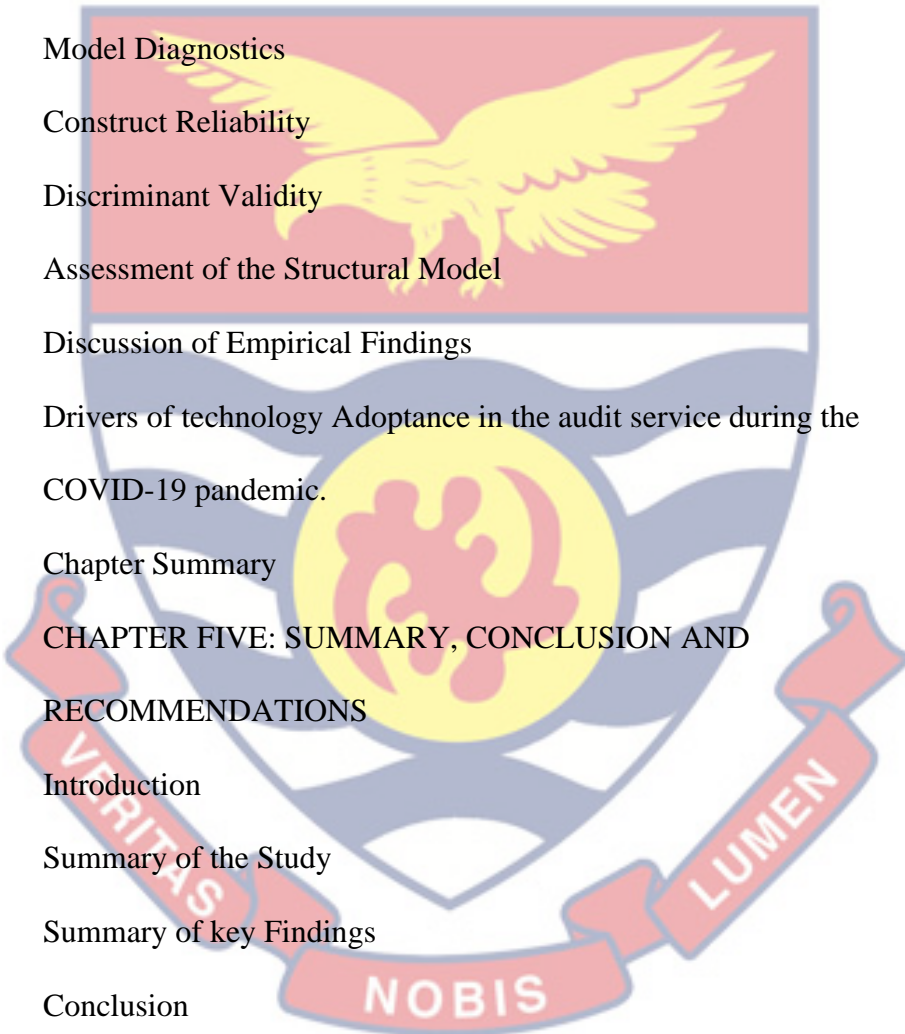 Model Diagnostics
Construct Reliability
Discriminant Validity
Assessment of the Structural Model
Discussion of Empirical Findings
Drivers of technology Adoptance in the audit service during the
COVID-19 pandemic.
Chapter Summary
CHAPTER FIVE: SUMMARY, CONCLUSION AND
RECOMMENDATIONS
Introduction
Summary of the Study
Summary of key Findings
Conclusion
VERITAS
NOBIS
LUMEN